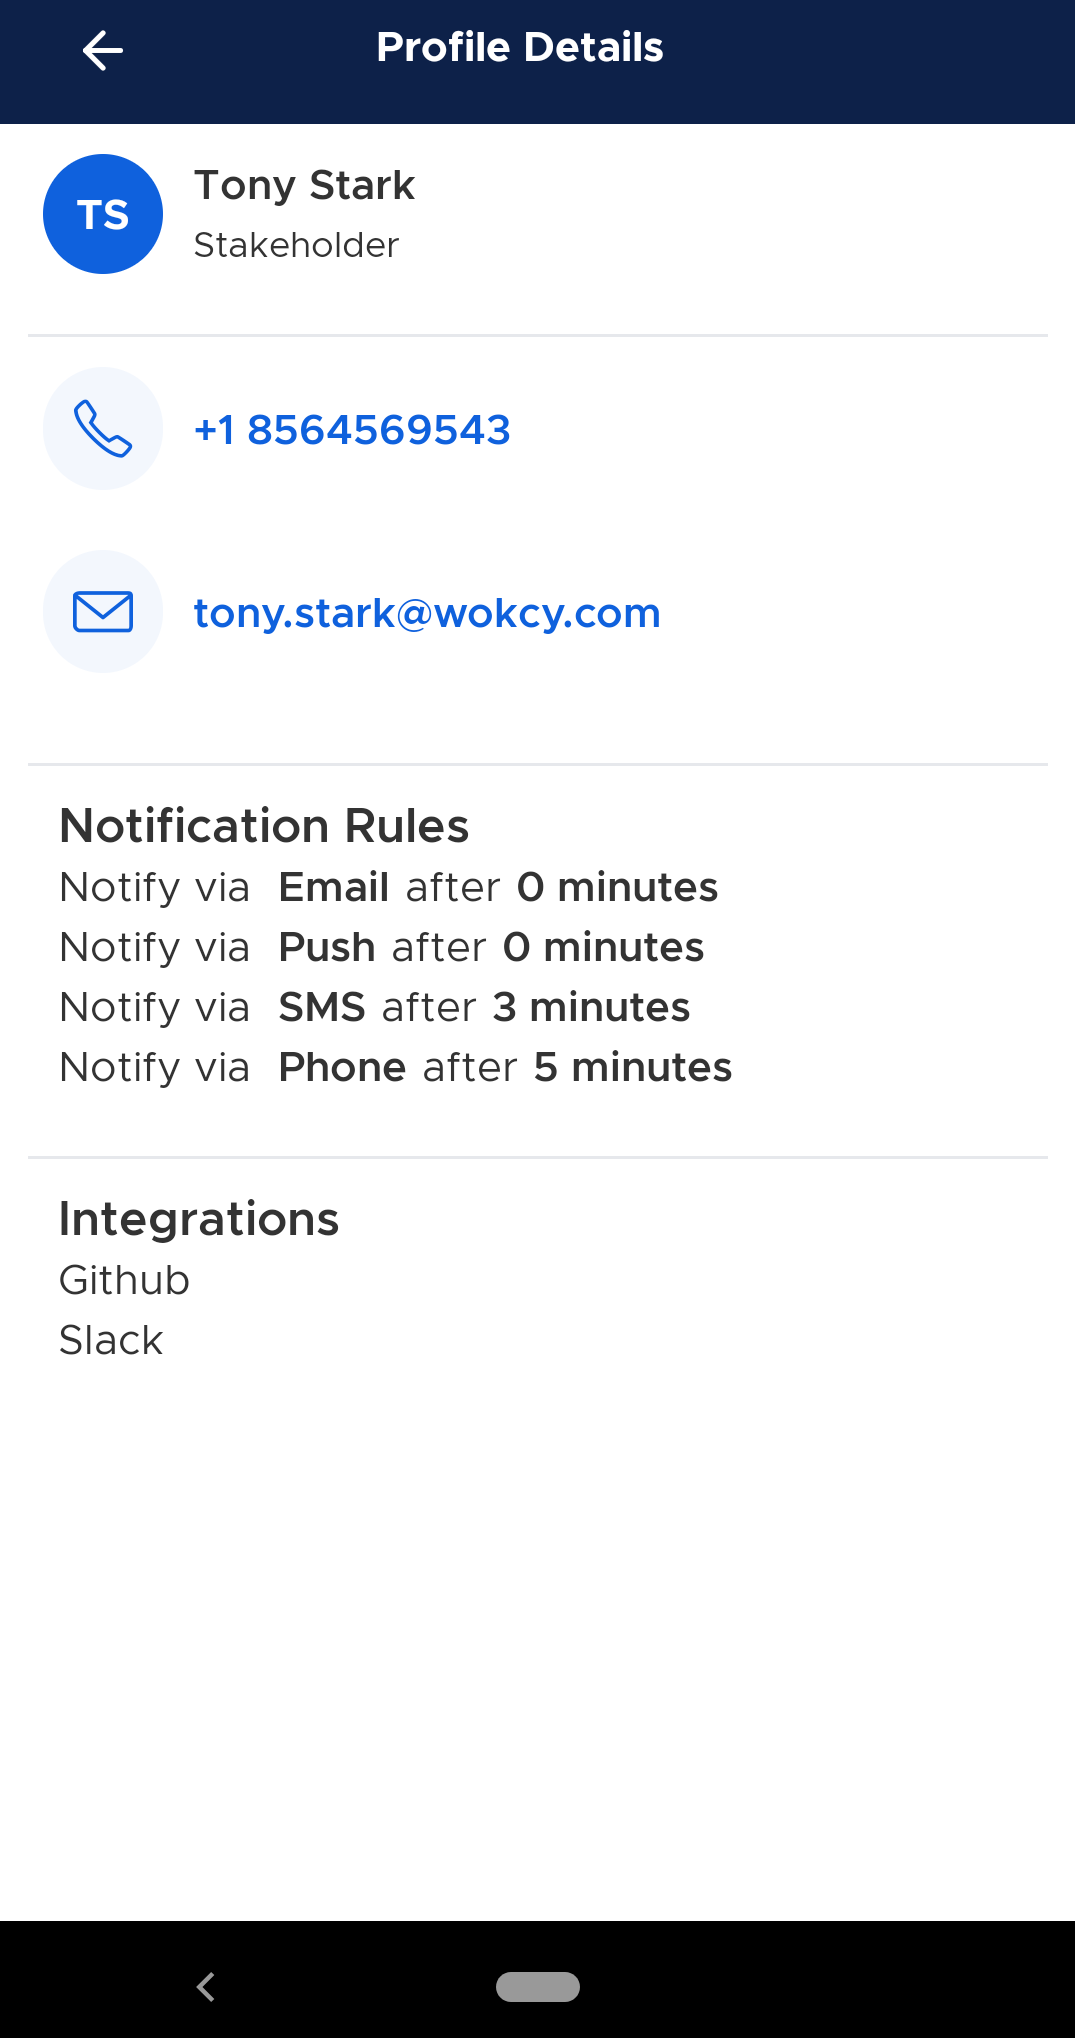 Profile Details
TS
Tony Stark
Stakeholder
+1 8564569543
tony.stark@wokcy.com
Notification Rules
Notify via Email after 0 minutes
Notify via Push after 0 minutes
Notify via SMS after 3 minutes
Notify via Phone after 5 minutes
Integrations
Github
Slack